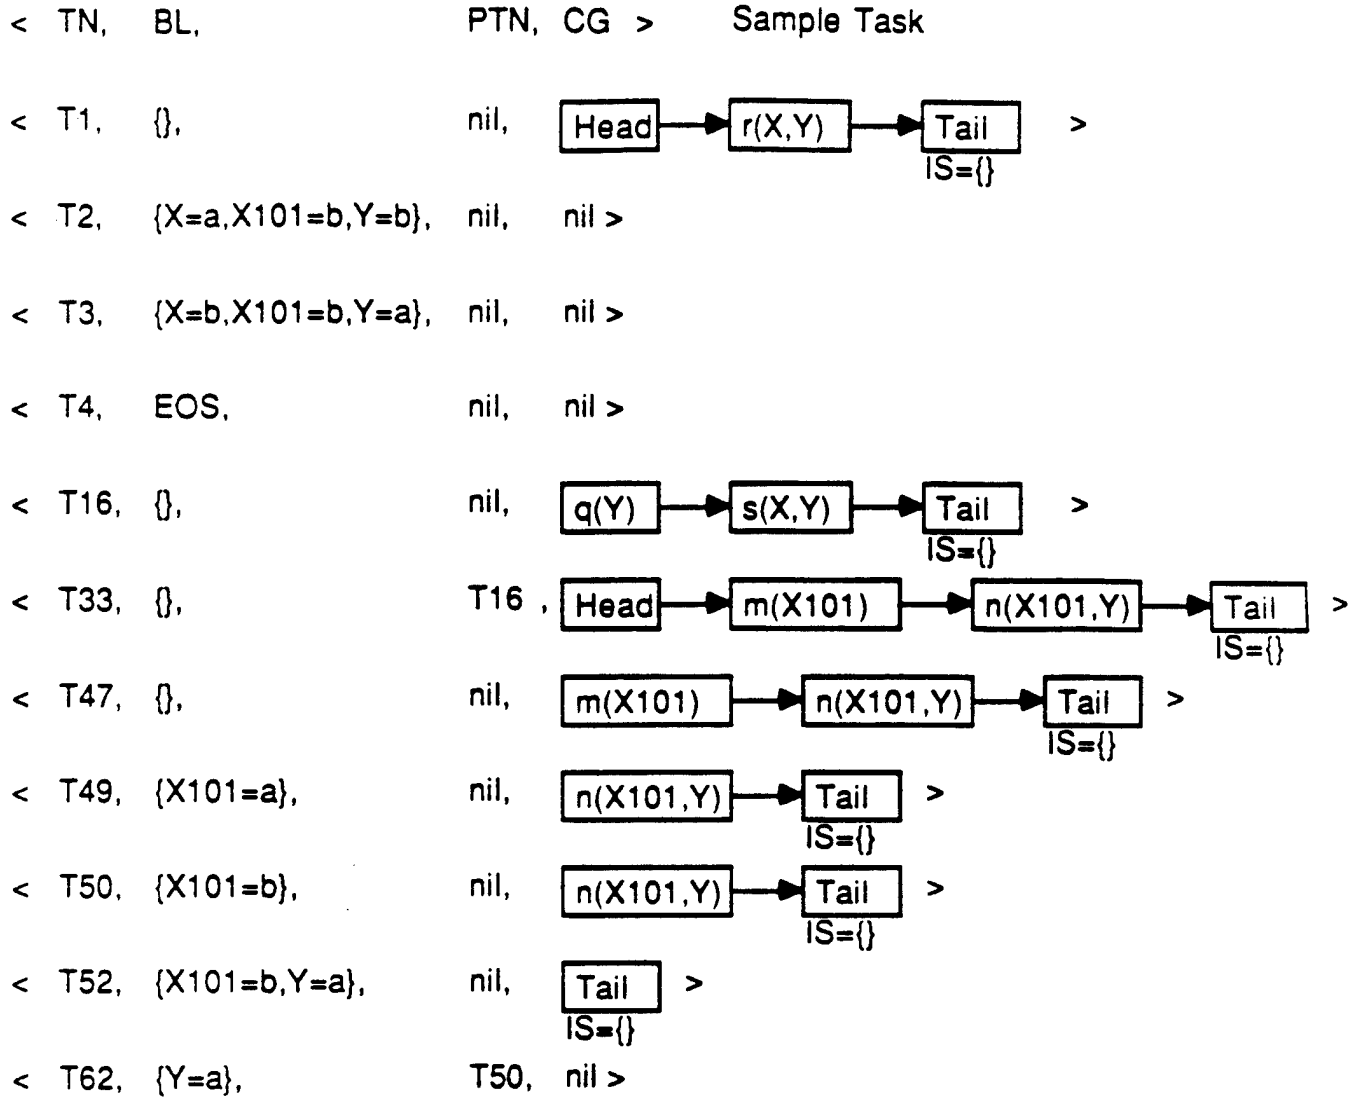 < TN, BL, PTN, CG > Sample Task
< T1, {}, nil, Head r(X,Y) Tail >
IS={}
< T2, {X=a,X101=b,Y=b}, nil, nil >
< T3, {X=b,X101=b,Y=a}, nil, nil >
< T4, EOS, nil, nil >
< T16, {}, nil, q(Y) s(X,Y) Tail >
IS={}
< T33, {}, T16 , Head m(X101) n(X101,Y) Tail >
IS={}
< T47, {}, nil, m(X101) n(X101,Y) Tail >
IS={}
< T49, {X101=a}, nil, n(X101,Y) Tail >
IS={}
< T50, {X101=b}, nil, n(X101,Y) Tail >
IS={}
< T52, {X101=b,Y=a}, nil, Tail >
IS={}
< T62, {Y=a}, T50, nil >